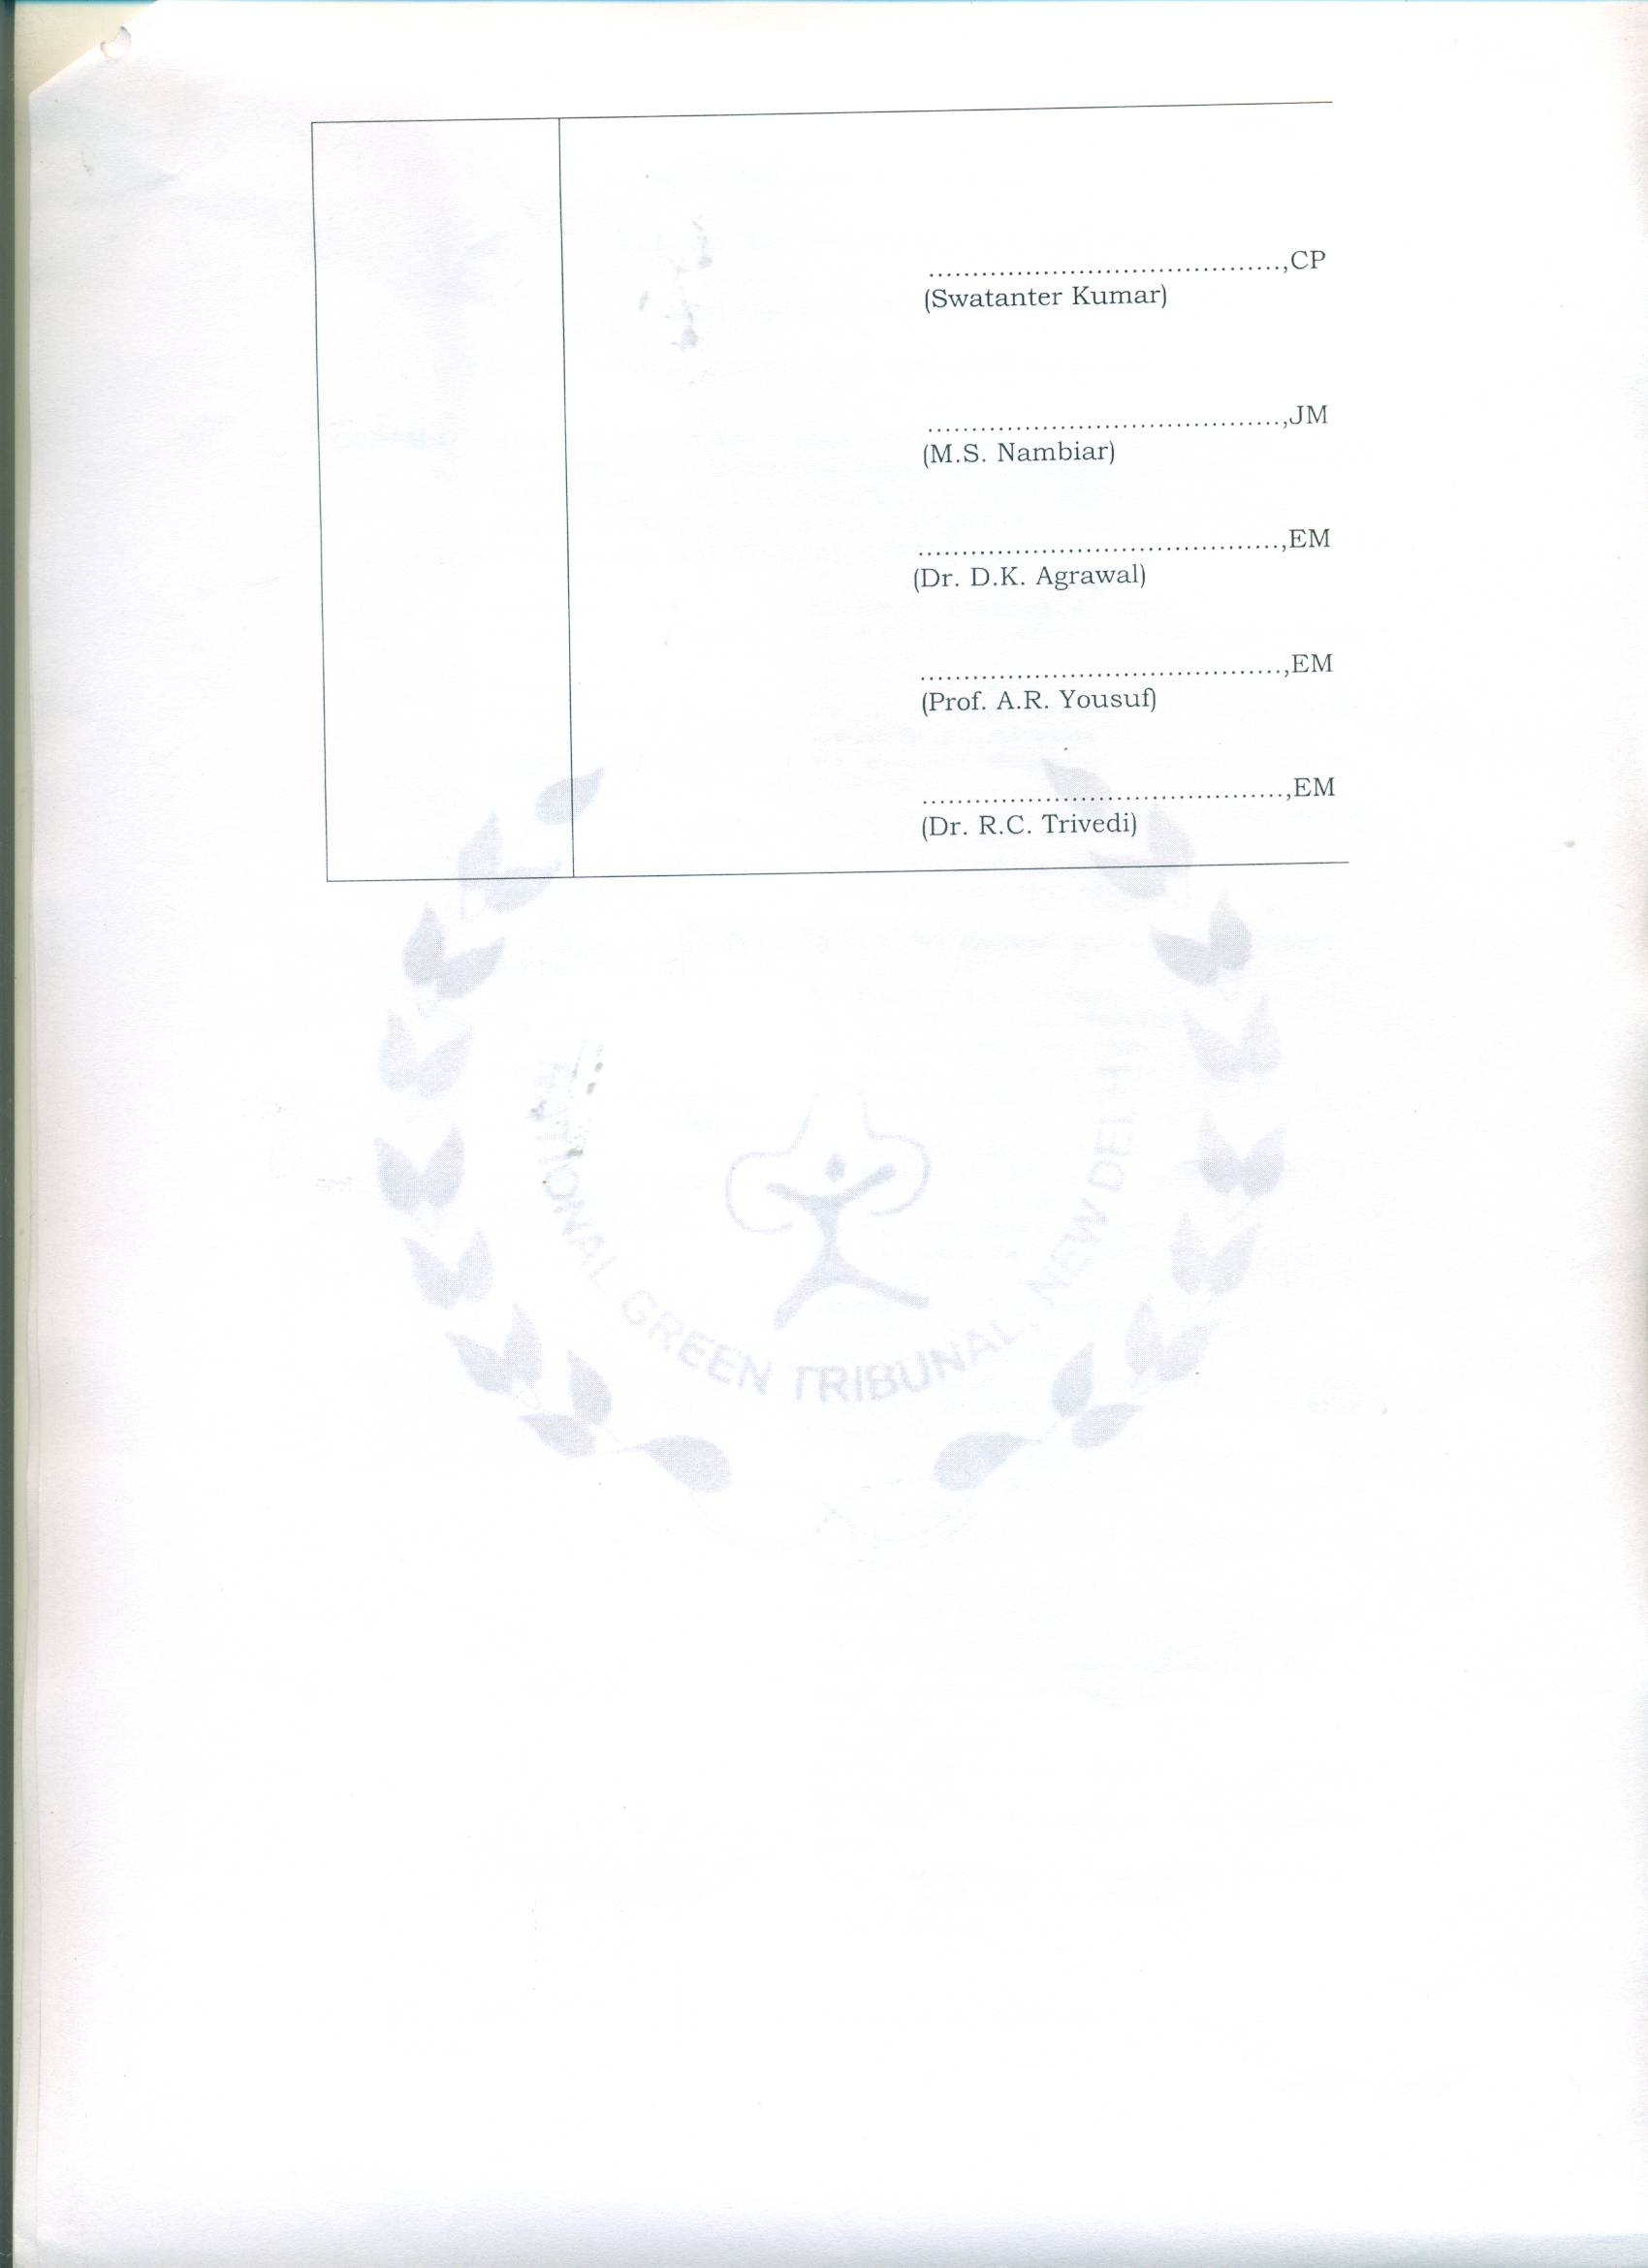 ........................................,CP
(Swatanter Kumar)
........................................,JM
(M.S. Nambiar)
.........................................,EM
(Dr. D.K. Agrawal)
.........................................,EM
(Prof. A.R. Yousuf)
.........................................,EM
(Dr. R.C. Trivedi)
NATIONAL GREEN TRIBUNAL, NEW DELHI